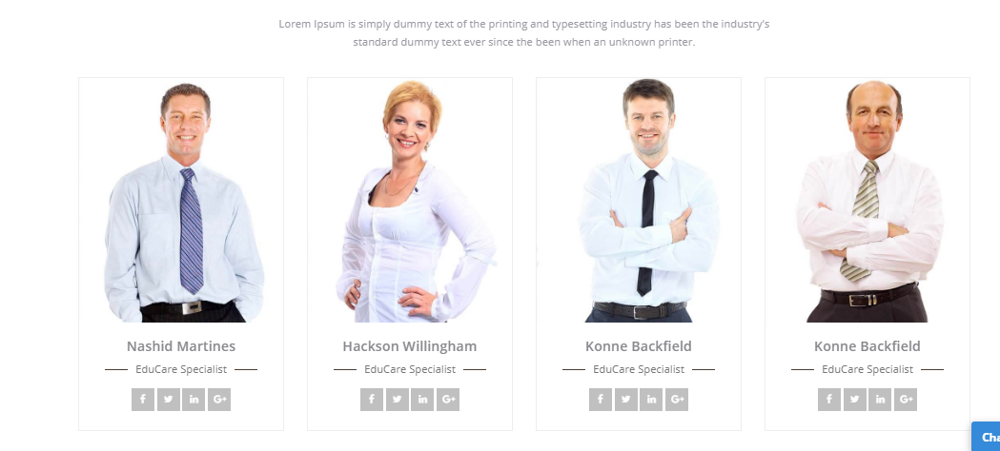 Lorem Ipsum is simply dummy text of the printing and typesetting industry has been the industry's
standard dummy text ever since the been when an unknown printer.
Nashid Martines
EduCare Specialist
f in G+
Hackson Willingham
EduCare Specialist
f in G+
Konne Backfield
EduCare Specialist
f in G+
Konne Backfield
EduCare Specialist
f in G+